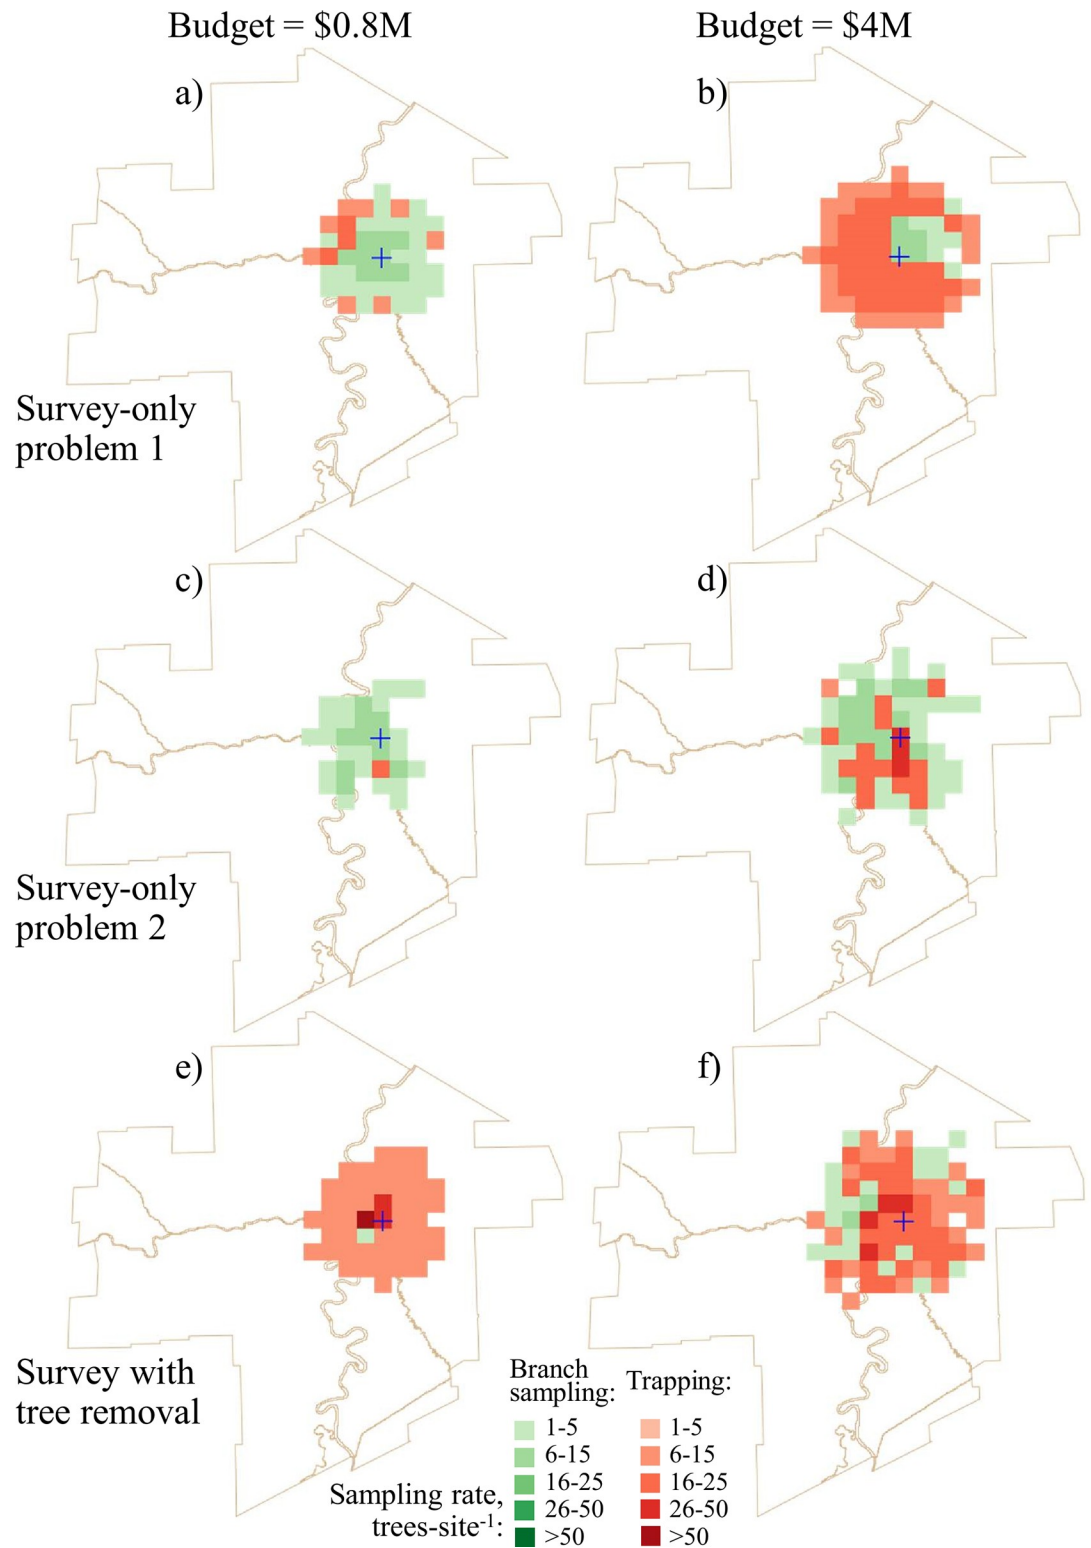 Budget = $0.8M
Budget = $4M
a)
b)
Survey-only
problem 1
c)
d)
Survey-only
problem 2
e)
f)
Survey with
tree removal
Branch
sampling:
Trapping:
1-5
1-5
6-15
6-15
16-25
16-25
26-50
26-50
>50
>50
Sampling rate,
trees-site⁻¹: